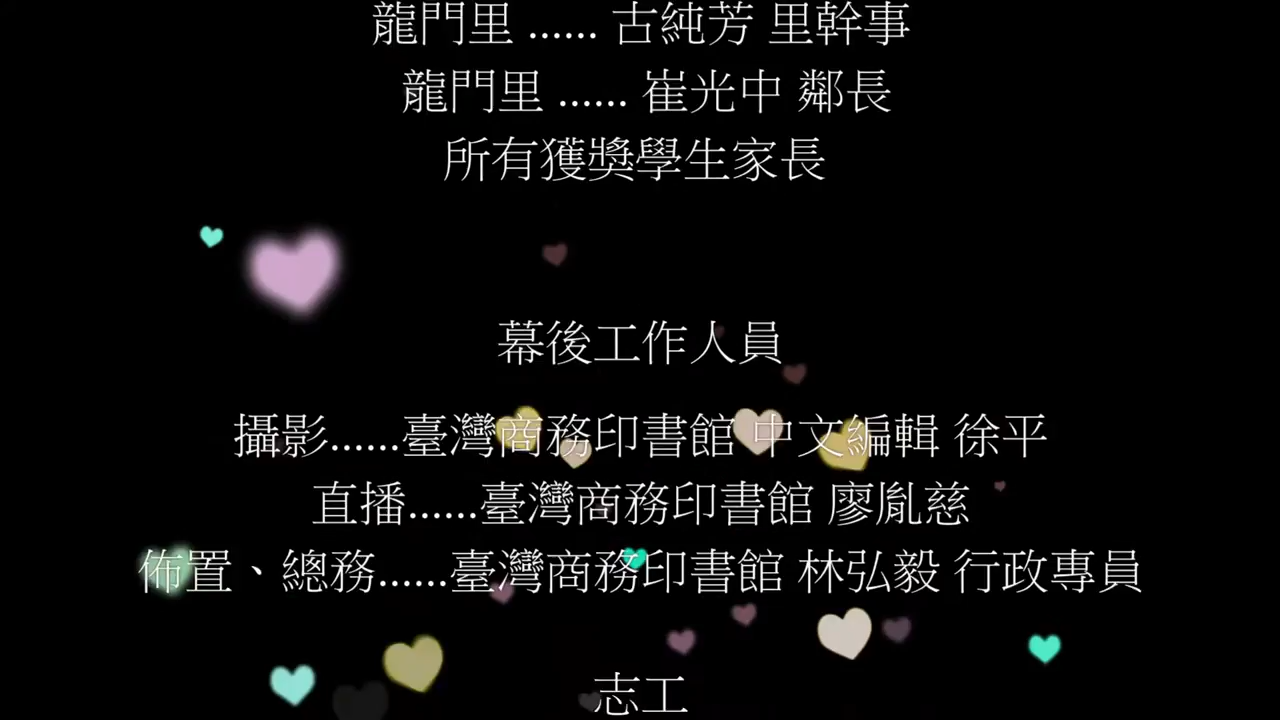 龍門里 ...... 古純芳 里幹事
龍門里 ...... 崔光中 鄰長
所有獲獎學生家長
幕後工作人員
攝影......臺灣商務印書館 中文編輯 徐平
直播......臺灣商務印書館 廖胤慈
佈置、總務......臺灣商務印書館 林弘毅 行政專員
志工